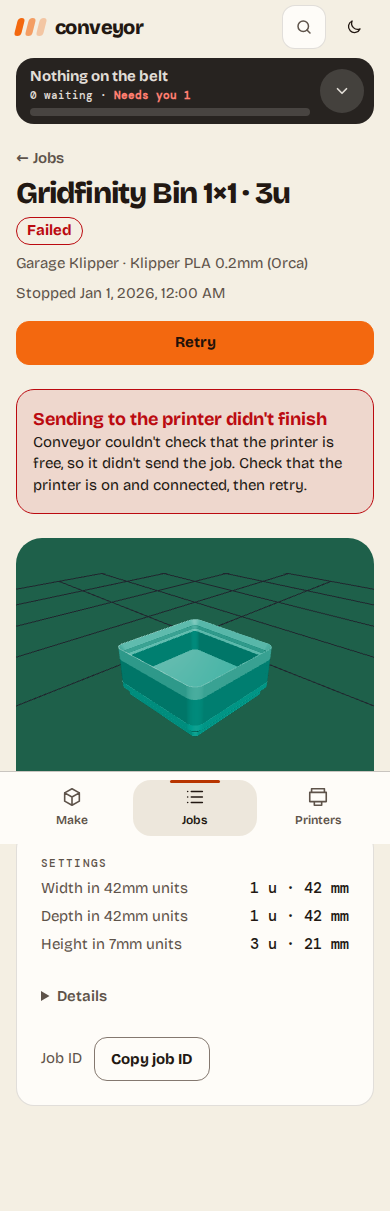 conveyor
Nothing on the belt
0 waiting · Needs you 1
← Jobs
Gridfinity Bin 1×1 · 3u
Failed
Garage Klipper · Klipper PLA 0.2mm (Orca)
Stopped Jan 1, 2026, 12:00 AM
Retry
Sending to the printer didn't finish
Conveyor couldn't check that the printer is
free, so it didn't send the job. Check that the
printer is on and connected, then retry.
Make
Jobs
Printers
SETTINGS
Width in 42mm units 1 u · 42 mm
Depth in 42mm units 1 u · 42 mm
Height in 7mm units 3 u · 21 mm
Details
Job ID Copy job ID